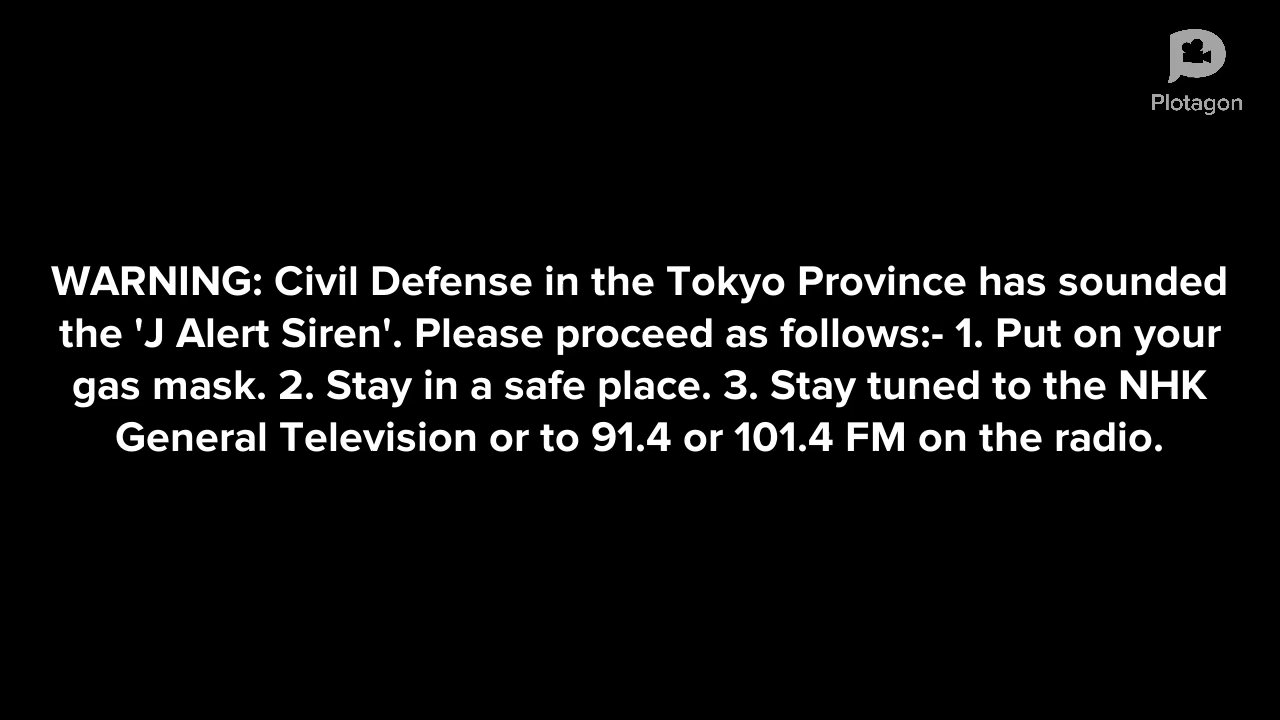 Plotagon
WARNING: Civil Defense in the Tokyo Province has sounded
the 'J Alert Siren'. Please proceed as follows:- 1. Put on your
gas mask. 2. Stay in a safe place. 3. Stay tuned to the NHK
General Television or to 91.4 or 101.4 FM on the radio.